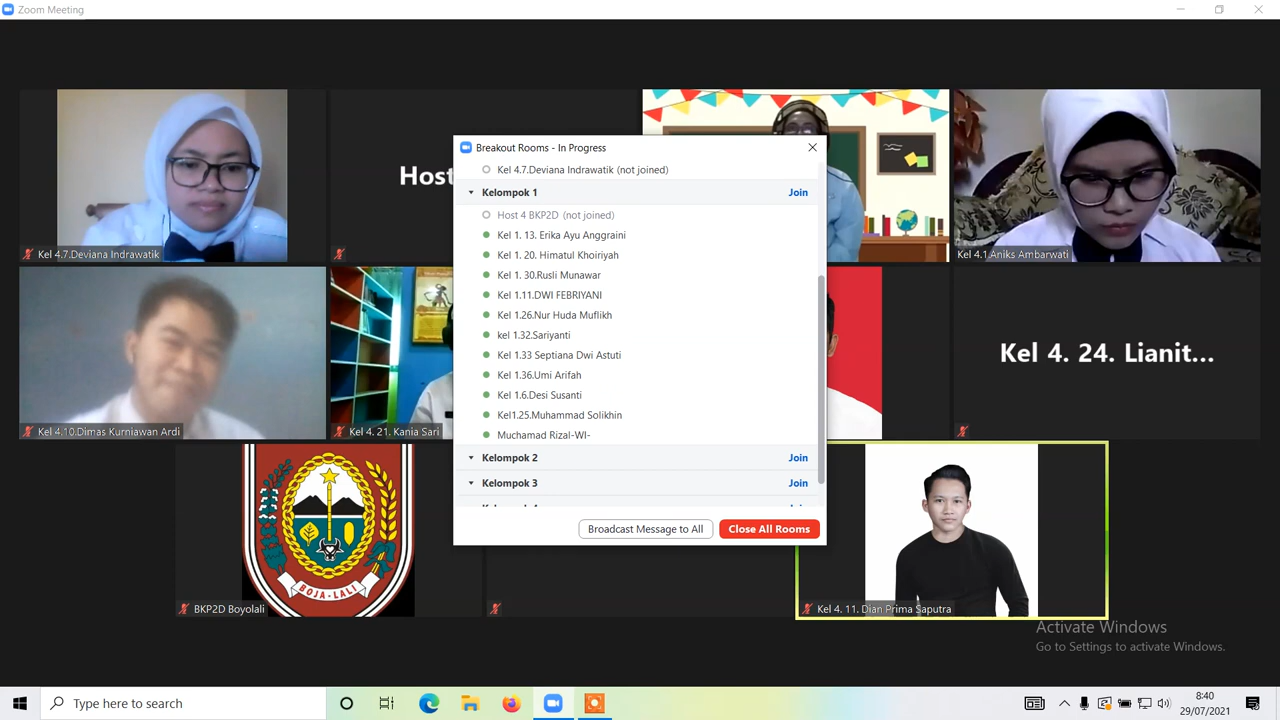 Zoom Meeting
Host
Kel 4.7.Deviana Indrawatik
Kel 4.1.Aniks Ambarwati
Breakout Rooms - In Progress
Kel 4.7.Deviana Indrawatik (not joined)
Kelompok 1 Join
Host 4 BKP2D (not joined)
Kel 1. 13. Erika Ayu Anggraini
Kel 1. 20. Himatul Khoiriyah
Kel 1. 30.Rusli Munawar
Kel 1.11.DWI FEBRIYANI
Kel 1.26.Nur Huda Muflikh
kel 1.32.Sariyanti
Kel 1.33 Septiana Dwi Astuti
Kel 1.36.Umi Arifah
Kel 1.6.Desi Susanti
Kel1.25.Muhammad Solikhin
Muchamad Rizal-WI-
Kelompok 2 Join
Kelompok 3 Join
Broadcast Message to All Close All Rooms
Kel 4.10.Dimas Kurniawan Ardi
Kel 4. 21. Kania Sari
Kel 4. 24. Lianit...
BOJA-LALI
BKP2D Boyolali
Kel 4. 11. Dian Prima Saputra
Activate Windows
Go to Settings to activate Windows.
Type here to search
8:40
29/07/2021